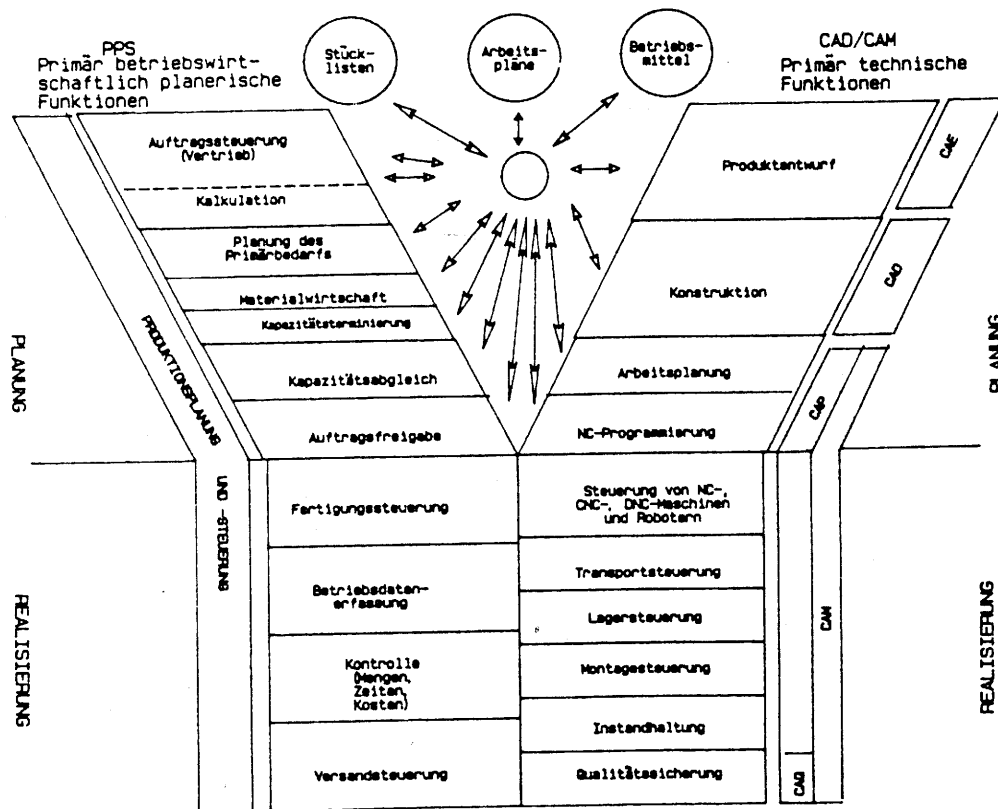 PPS
Primär betriebswirt-
schaftlich planerische
Funktionen
Stück-
listen
Arbeits-
pläne
Betriebs-
mittel
CAD/CAM
Primär technische
Funktionen
Auftragssteuerung
(Vertrieb)
Kalkulation
Planung des
Primärbedarfs
Materialwirtschaft
Kapazitätsterminierung
Kapazitätsabgleich
Auftragsfreigabe
Produktentwurf
Konstruktion
Arbeitsplanung
NC-Programmierung
CAE
CAD
CAP
PLANUNG
PRODUKTIONSPLANUNG
UND -STEUERUNG
PLANUNG
Fertigungssteuerung
Betriebsdaten-
erfassung
Kontrolle
(Mengen,
Zeiten,
Kosten)
Versandsteuerung
Steuerung von NC-,
CNC-, DNC-Maschinen
und Robotern
Transportsteuerung
Lagersteuerung
Montagesteuerung
Instandhaltung
Qualitätssicherung
CAM
CAQ
REALISIERUNG
REALISIERUNG